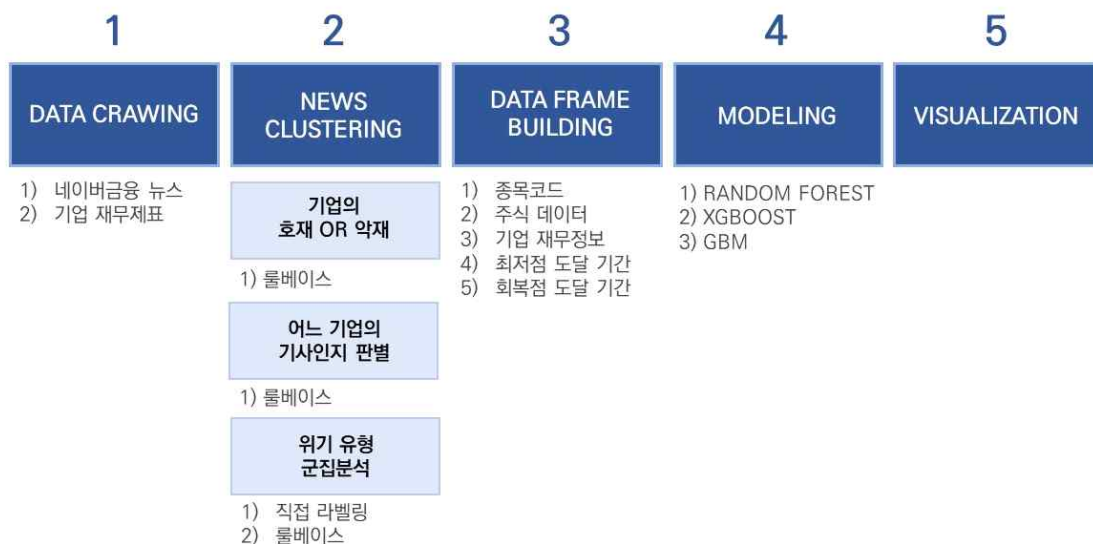 1
DATA CRAWING
1) 네이버금융 뉴스
2) 기업 재무제표
2
NEWS
CLUSTERING
기업의
호재 OR 악재
1) 룰베이스
어느 기업의
기사인지 판별
1) 룰베이스
위기 유형
군집분석
1) 직접 라벨링
2) 룰베이스
3
DATA FRAME
BUILDING
1) 종목코드
2) 주식 데이터
3) 기업 재무정보
4) 최저점 도달 기간
5) 회복점 도달 기간
4
MODELING
1) RANDOM FOREST
2) XGBOOST
3) GBM
5
VISUALIZATION